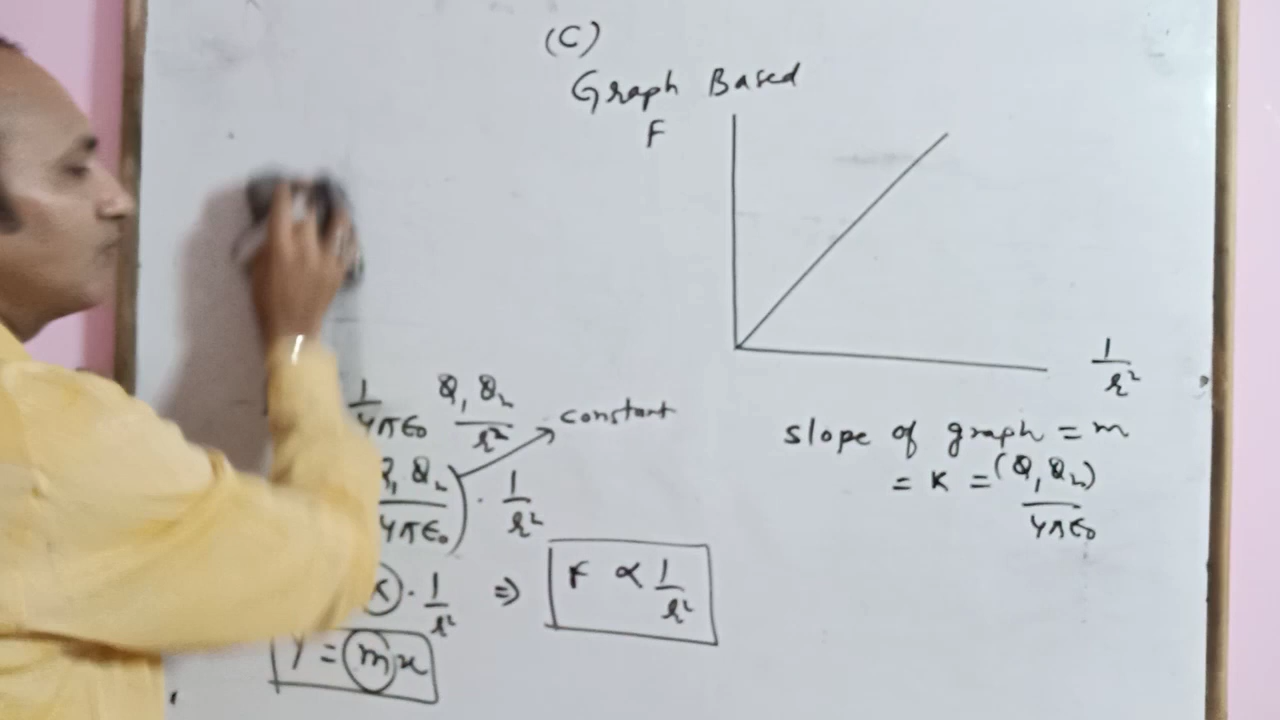 (C)
Graph Based
F
1/r²
1/4πε₀ Q₁Q₂/r²
constant
Q₂/4πε₀) · 1/r²
· 1/r² ⇒ F ∝ 1/r²
Y = mx
slope of graph = m
= K = (Q₁Q₂)/4πε₀